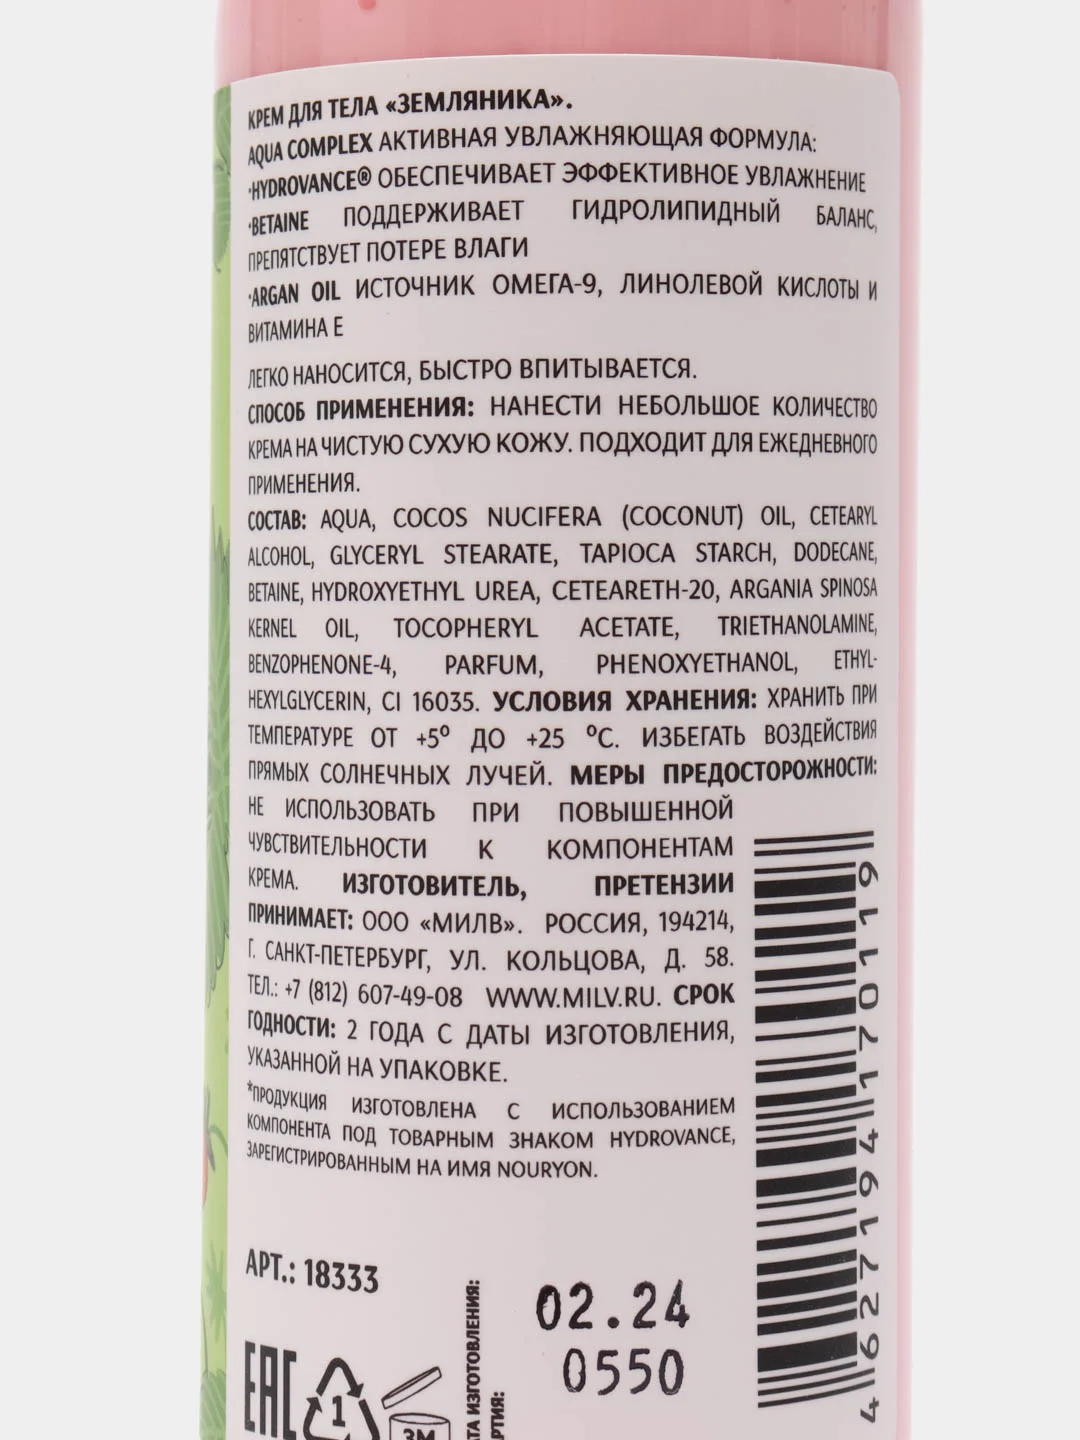 КРЕМ ДЛЯ ТЕЛА «ЗЕМЛЯНИКА».
AQUA COMPLEX АКТИВНАЯ УВЛАЖНЯЮЩАЯ ФОРМУЛА:
·HYDROVANCE® ОБЕСПЕЧИВАЕТ ЭФФЕКТИВНОЕ УВЛАЖНЕНИЕ
·BETAINE ПОДДЕРЖИВАЕТ ГИДРОЛИПИДНЫЙ БАЛАНС,
ПРЕПЯТСТВУЕТ ПОТЕРЕ ВЛАГИ
·ARGAN OIL ИСТОЧНИК ОМЕГА-9, ЛИНОЛЕВОЙ КИСЛОТЫ И
ВИТАМИНА Е
ЛЕГКО НАНОСИТСЯ, БЫСТРО ВПИТЫВАЕТСЯ.
СПОСОБ ПРИМЕНЕНИЯ: НАНЕСТИ НЕБОЛЬШОЕ КОЛИЧЕСТВО
КРЕМА НА ЧИСТУЮ СУХУЮ КОЖУ. ПОДХОДИТ ДЛЯ ЕЖЕДНЕВНОГО
ПРИМЕНЕНИЯ.
СОСТАВ: AQUA, COCOS NUCIFERA (COCONUT) OIL, CETEARYL
ALCOHOL, GLYCERYL STEARATE, TAPIOCA STARCH, DODECANE,
BETAINE, HYDROXYETHYL UREA, CETEARETH-20, ARGANIA SPINOSA
KERNEL OIL, TOCOPHERYL ACETATE, TRIETHANOLAMINE,
BENZOPHENONE-4, PARFUM, PHENOXYETHANOL, ETHYL-
HEXYLGLYCERIN, CI 16035. УСЛОВИЯ ХРАНЕНИЯ: ХРАНИТЬ ПРИ
ТЕМПЕРАТУРЕ ОТ +5º ДО +25 ºС. ИЗБЕГАТЬ ВОЗДЕЙСТВИЯ
ПРЯМЫХ СОЛНЕЧНЫХ ЛУЧЕЙ. МЕРЫ ПРЕДОСТОРОЖНОСТИ:
НЕ ИСПОЛЬЗОВАТЬ ПРИ ПОВЫШЕННОЙ
ЧУВСТВИТЕЛЬНОСТИ К КОМПОНЕНТАМ
КРЕМА. ИЗГОТОВИТЕЛЬ, ПРЕТЕНЗИИ
ПРИНИМАЕТ: ООО «МИЛВ». РОССИЯ, 194214,
Г. САНКТ-ПЕТЕРБУРГ, УЛ. КОЛЬЦОВА, Д. 58.
ТЕЛ.: +7 (812) 607-49-08 WWW.MILV.RU. СРОК
ГОДНОСТИ: 2 ГОДА С ДАТЫ ИЗГОТОВЛЕНИЯ,
УКАЗАННОЙ НА УПАКОВКЕ.
*ПРОДУКЦИЯ ИЗГОТОВЛЕНА С ИСПОЛЬЗОВАНИЕМ
КОМПОНЕНТА ПОД ТОВАРНЫМ ЗНАКОМ HYDROVANCE,
ЗАРЕГИСТРИРОВАННЫМ НА ИМЯ NOURYON.
4 627194 170119
АРТ.: 18333
02.24
0550
ИЗГОТОВЛЕНИЯ:
EAC
1
3M